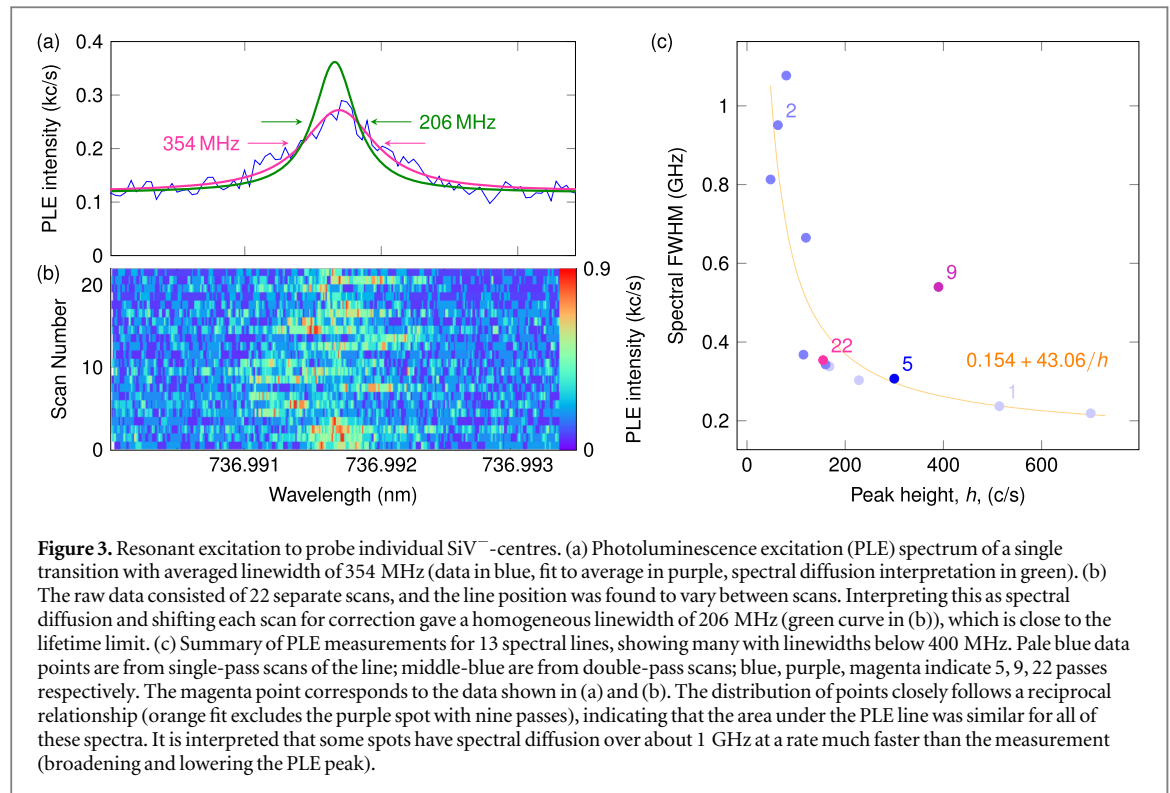 (a)
0.4
0.3
0.2
0.1
0
PLE intensity (kc/s)
206 MHz
354 MHz
(b)
20
10
0
Scan Number
0.9
0
PLE intensity (kc/s)
736.991
736.992
736.993
Wavelength (nm)
(c)
1
0.8
0.6
0.4
0.2
Spectral FWHM (GHz)
2
9
22
5
1
0.154 + 43.06/h
0
200
400
600
Peak height, h, (c/s)
Figure 3. Resonant excitation to probe individual SiV⁻-centres. (a) Photoluminescence excitation (PLE) spectrum of a single
transition with averaged linewidth of 354 MHz (data in blue, fit to average in purple, spectral diffusion interpretation in green). (b)
The raw data consisted of 22 separate scans, and the line position was found to vary between scans. Interpreting this as spectral
diffusion and shifting each scan for correction gave a homogeneous linewidth of 206 MHz (green curve in (b)), which is close to the
lifetime limit. (c) Summary of PLE measurements for 13 spectral lines, showing many with linewidths below 400 MHz. Pale blue data
points are from single-pass scans of the line; middle-blue are from double-pass scans; blue, purple, magenta indicate 5, 9, 22 passes
respectively. The magenta point corresponds to the data shown in (a) and (b). The distribution of points closely follows a reciprocal
relationship (orange fit excludes the purple spot with nine passes), indicating that the area under the PLE line was similar for all of
these spectra. It is interpreted that some spots have spectral diffusion over about 1 GHz at a rate much faster than the measurement
(broadening and lowering the PLE peak).